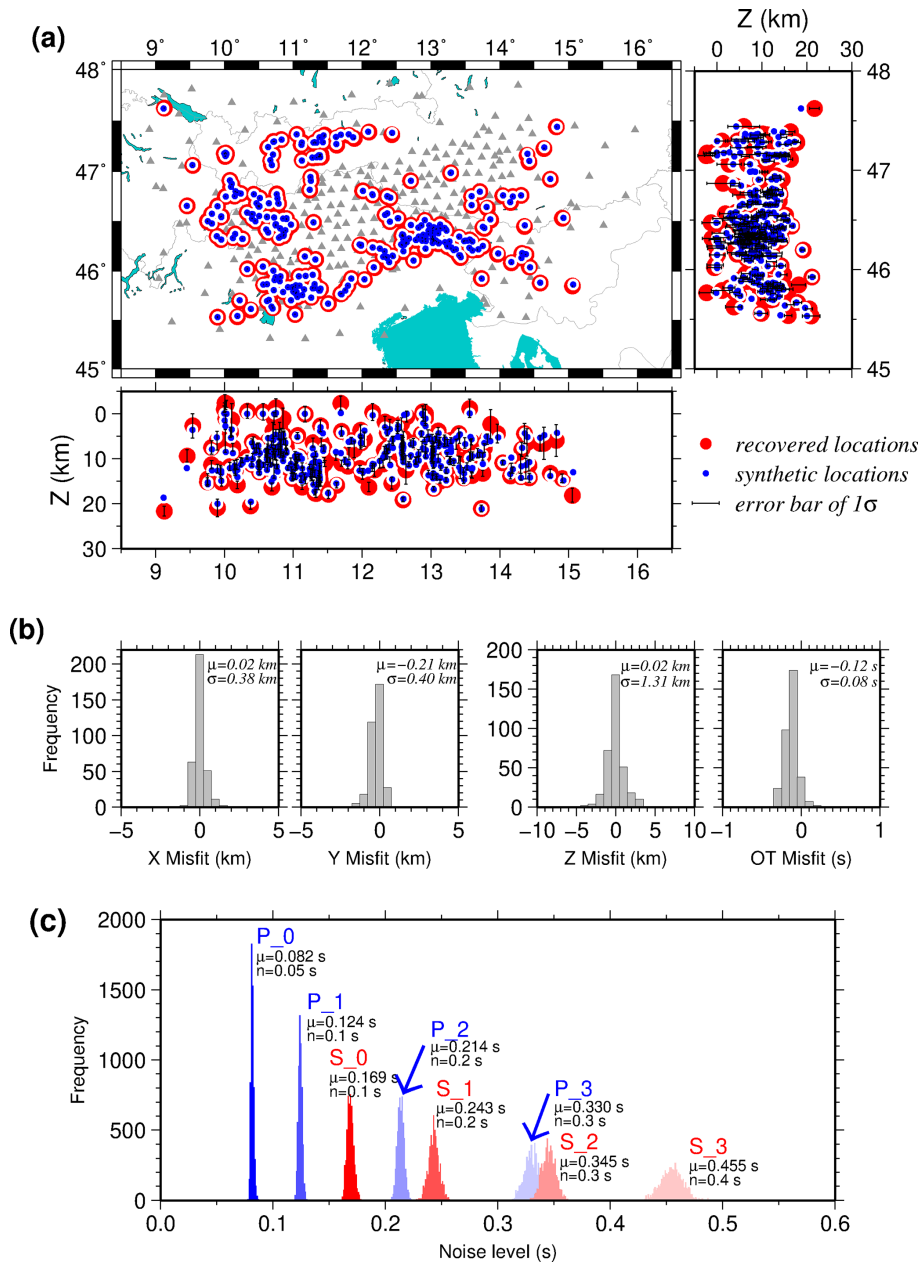 (a)
Z (km)
9° 10° 11° 12° 13° 14° 15° 16°
0 10 20 30
48°
47°
46°
45°
48
47
46
45
0
10
20
30
Z (km)
9 10 11 12 13 14 15 16
recovered locations
synthetic locations
error bar of 1σ
(b)
Frequency
200
150
100
50
0
μ=0.02 km
σ=0.38 km
−5 0 5
X Misfit (km)
μ=−0.21 km
σ=0.40 km
−5 0 5
Y Misfit (km)
200
150
100
50
0
μ=0.02 km
σ=1.31 km
−10 −5 0 5 10
Z Misfit (km)
μ=−0.12 s
σ=0.08 s
−1 0 1
OT Misfit (s)
(c)
Frequency
2000
1500
1000
500
0
P_0
μ=0.082 s
n=0.05 s
P_1
μ=0.124 s
n=0.1 s
S_0
μ=0.169 s
n=0.1 s
P_2
μ=0.214 s
n=0.2 s
S_1
μ=0.243 s
n=0.2 s
P_3
μ=0.330 s
n=0.3 s
S_2
μ=0.345 s
n=0.3 s
S_3
μ=0.455 s
n=0.4 s
0.0 0.1 0.2 0.3 0.4 0.5 0.6
Noise level (s)